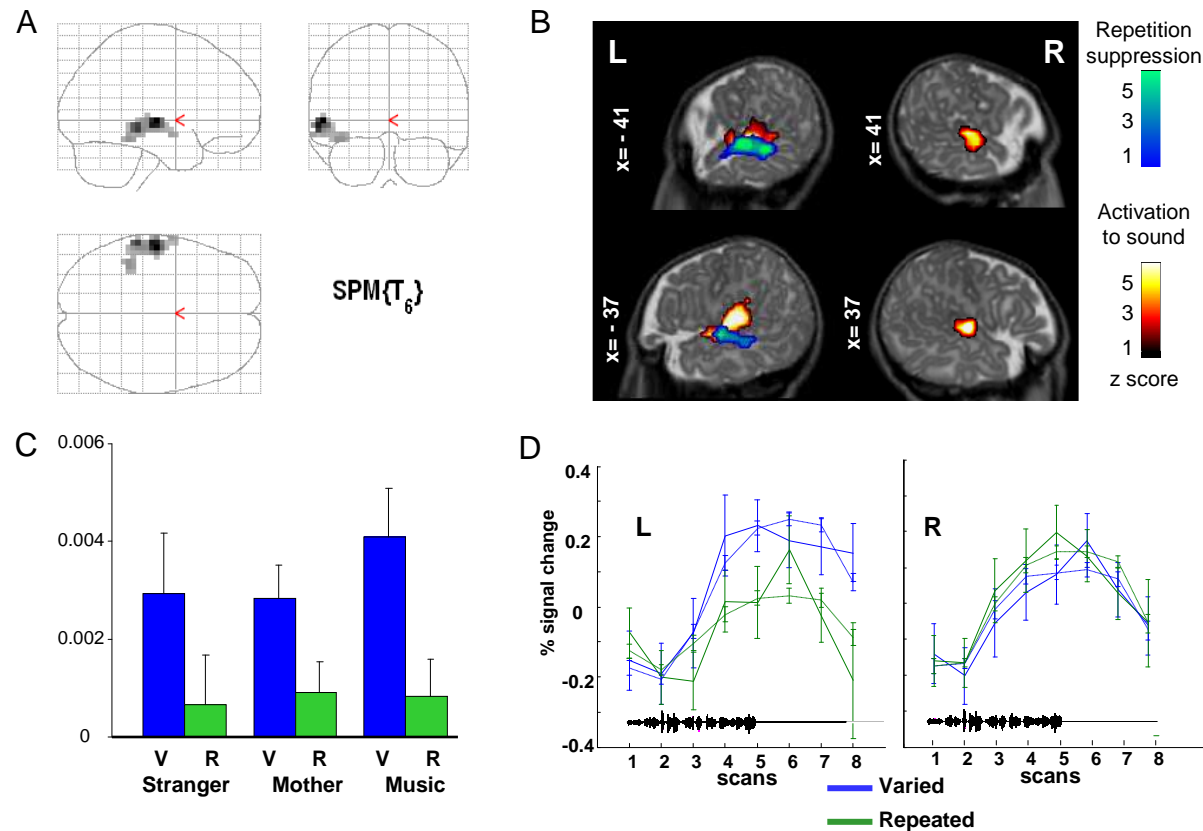 A
SPM{T6}
B
L
R
x= - 41
x= 41
x= - 37
x= 37
Repetition
suppression
5
3
1
Activation
to sound
5
3
1
z score
C
0.006
0.004
0.002
0
V R V R V R
Stranger Mother Music
D
% signal change
0.4
0.2
0
-0.2
-0.4
L
R
1 2 3 4 5 6 7 8
1 2 3 4 5 6 7 8
scans
scans
Varied
Repeated